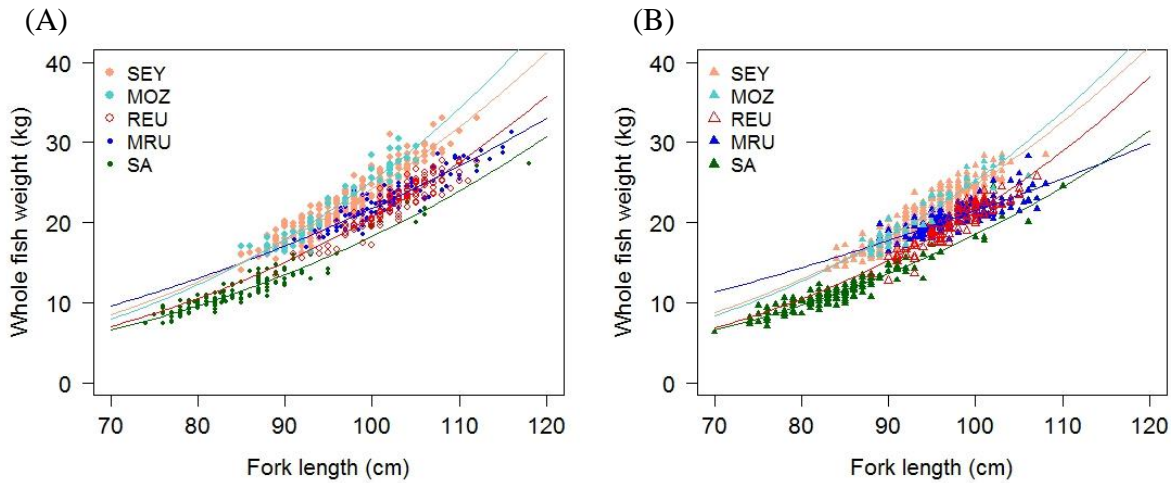 (A)
Whole fish weight (kg)
40
30
20
10
0
SEY
MOZ
REU
MRU
SA
70 80 90 100 110 120
Fork length (cm)
(B)
Whole fish weight (kg)
40
30
20
10
0
SEY
MOZ
REU
MRU
SA
70 80 90 100 110 120
Fork length (cm)